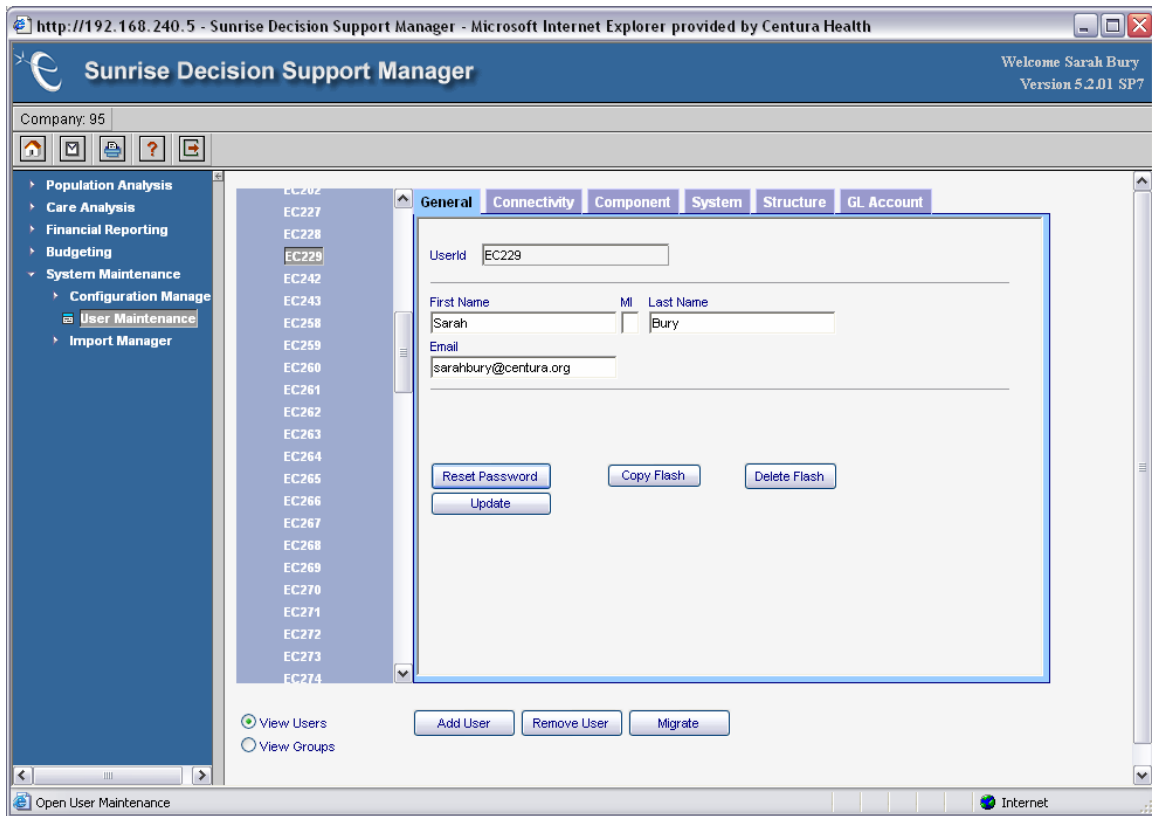 http://192.168.240.5 - Sunrise Decision Support Manager - Microsoft Internet Explorer provided by Centura Health
Sunrise Decision Support Manager
Welcome Sarah Bury
Version 5.2.01 SP7
Company: 95
Population Analysis
Care Analysis
Financial Reporting
Budgeting
System Maintenance
Configuration Manage
User Maintenance
Import Manager
EC202
EC227
EC228
EC229
EC242
EC243
EC258
EC259
EC260
EC261
EC262
EC263
EC264
EC265
EC266
EC267
EC268
EC269
EC270
EC271
EC272
EC273
EC274
General Connectivity Component System Structure GL Account
UserId EC229
First Name MI Last Name
Sarah Bury
Email
sarahbury@centura.org
Reset Password Copy Flash Delete Flash
Update
View Users
View Groups
Add User Remove User Migrate
Open User Maintenance
Internet